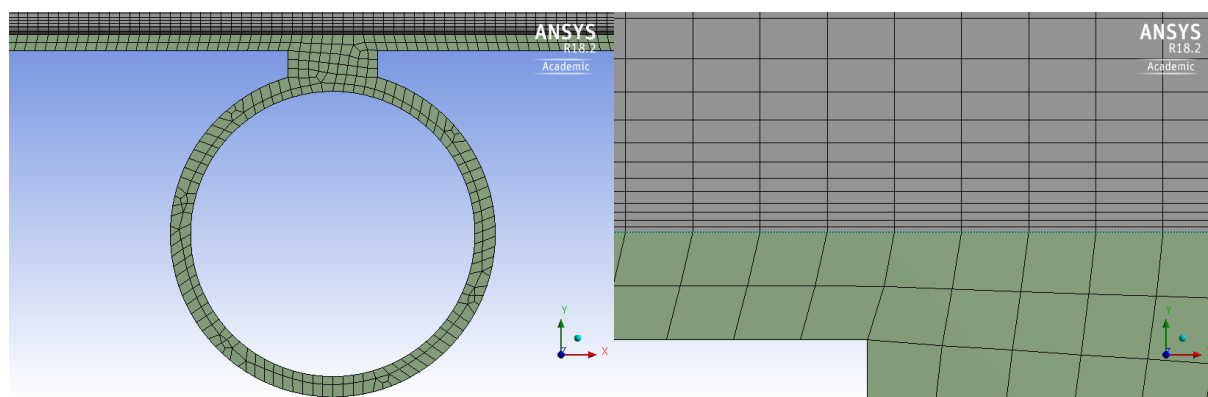 ANSYS
R18.2
Academic
Y
X
Z
ANSYS
R18.2
Academic
Y
Z